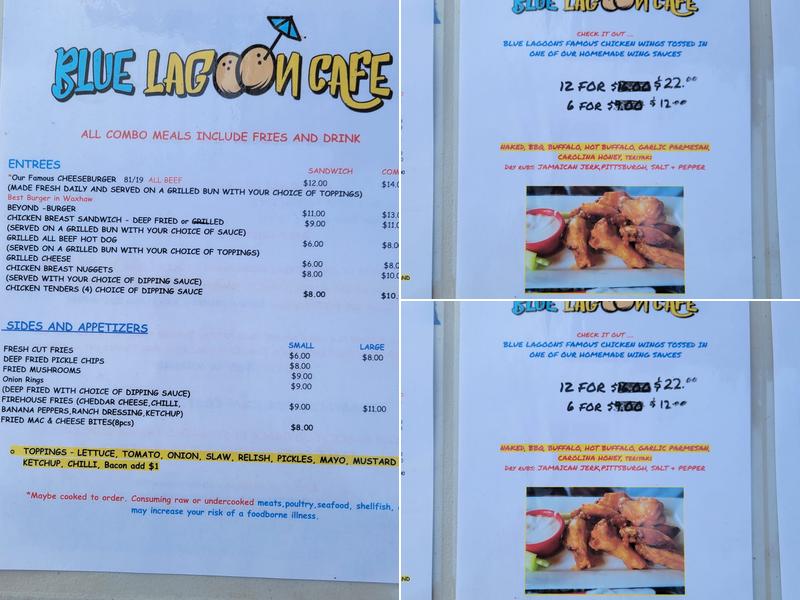 BLUE LAGOON CAFE
ALL COMBO MEALS INCLUDE FRIES AND DRINK
ENTREES SANDWICH COM
*Our Famous CHEESEBURGER 81/19 ALL BEEF $12.00 $14.0
(MADE FRESH DAILY AND SERVED ON A GRILLED BUN WITH YOUR CHOICE OF TOPPINGS)
Best Burger in Waxhaw
BEYOND -BURGER $11.00 $13.0
CHICKEN BREAST SANDWICH - DEEP FRIED or GRILLED $9.00 $11.0
(SERVED ON A GRILLED BUN WITH YOUR CHOICE OF SAUCE)
GRILLED ALL BEEF HOT DOG $6.00 $8.00
(SERVED ON A GRILLED BUN WITH YOUR CHOICE OF TOPPINGS)
GRILLED CHEESE $6.00 $8.0
CHICKEN BREAST NUGGETS $8.00 $10.0
(SERVED WITH YOUR CHOICE OF DIPPING SAUCE)
CHICKEN TENDERS (4) CHOICE OF DIPPING SAUCE $8.00 $10.
SIDES AND APPETIZERS
SMALL LARGE
FRESH CUT FRIES $6.00 $8.00
DEEP FRIED PICKLE CHIPS $8.00
FRIED MUSHROOMS $9.00
Onion Rings $9.00
(DEEP FRIED WITH CHOICE OF DIPPING SAUCE)
FIREHOUSE FRIES (CHEDDAR CHEESE,CHILLI,
BANANA PEPPERS,RANCH DRESSING,KETCHUP) $9.00 $11.00
FRIED MAC & CHEESE BITES(8pcs) $8.00
o TOPPINGS - LETTUCE, TOMATO, ONION, SLAW, RELISH, PICKLES, MAYO, MUSTARD
KETCHUP, CHILLI, Bacon add $1
*Maybe cooked to order. Consuming raw or undercooked meats,poultry,seafood, shellfish,
may increase your risk of a foodborne illness.
BLUE LAGOON CAFE
CHECK IT OUT ...
BLUE LAGOONS FAMOUS CHICKEN WINGS TOSSED IN
ONE OF OUR HOMEMADE WING SAUCES
12 FOR $22.00
6 FOR $9.00 $12.00
NAKED, BBQ, BUFFALO, HOT BUFFALO, GARLIC PARMESAN,
CAROLINA HONEY, TERIYAKI
DRY RUBS: JAMAICAN JERK,PITTSBURGH, SALT + PEPPER
ND
BLUE LAGOON CAFE
CHECK IT OUT ...
BLUE LAGOONS FAMOUS CHICKEN WINGS TOSSED IN
ONE OF OUR HOMEMADE WING SAUCES
12 FOR $22.00
6 FOR $9.00 $12.00
NAKED, BBQ, BUFFALO, HOT BUFFALO, GARLIC PARMESAN,
CAROLINA HONEY, TERIYAKI
DRY RUBS: JAMAICAN JERK,PITTSBURGH, SALT + PEPPER
ND